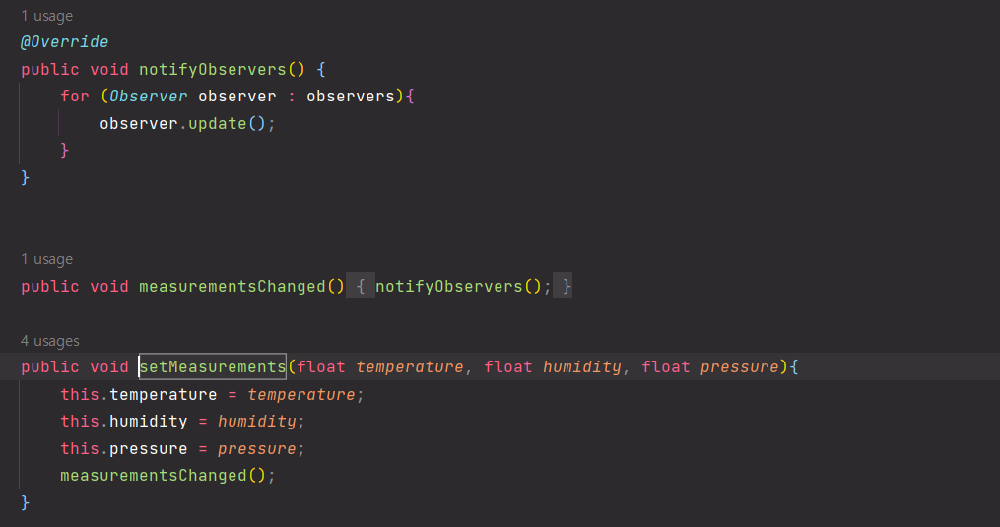 1 usage
@Override
public void notifyObservers() {
    for (Observer observer : observers){
        observer.update();
    }
}
1 usage
public void measurementsChanged() { notifyObservers(); }
4 usages
public void setMeasurements(float temperature, float humidity, float pressure){
    this.temperature = temperature;
    this.humidity = humidity;
    this.pressure = pressure;
    measurementsChanged();
}